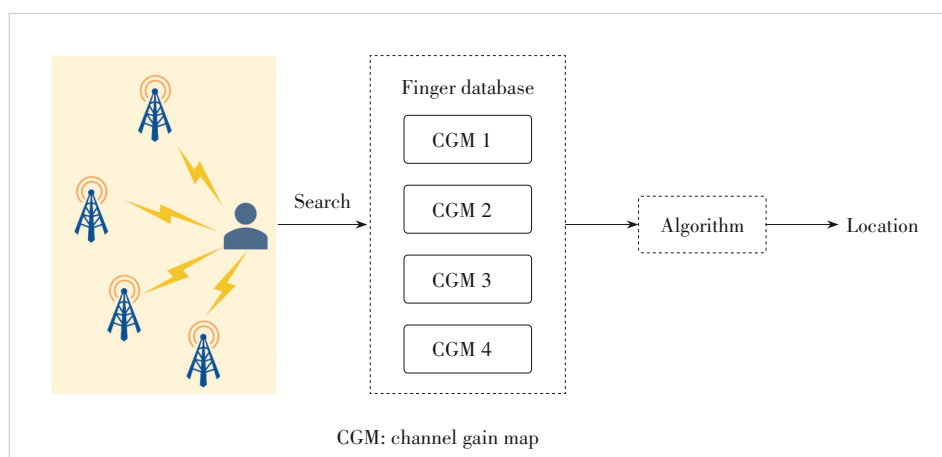 Finger database
CGM 1
Search
CGM 2
Algorithm
Location
CGM 3
CGM 4
CGM: channel gain map